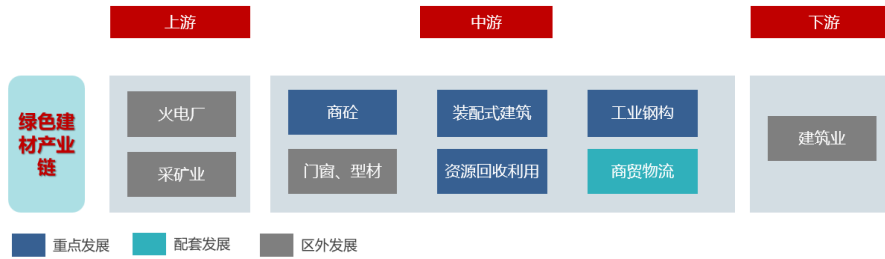 上游
中游
下游
绿色建
材产业
链
火电厂
商砼
装配式建筑
工业钢构
建筑业
采矿业
门窗、型材
资源回收利用
商贸物流
重点发展
配套发展
区外发展